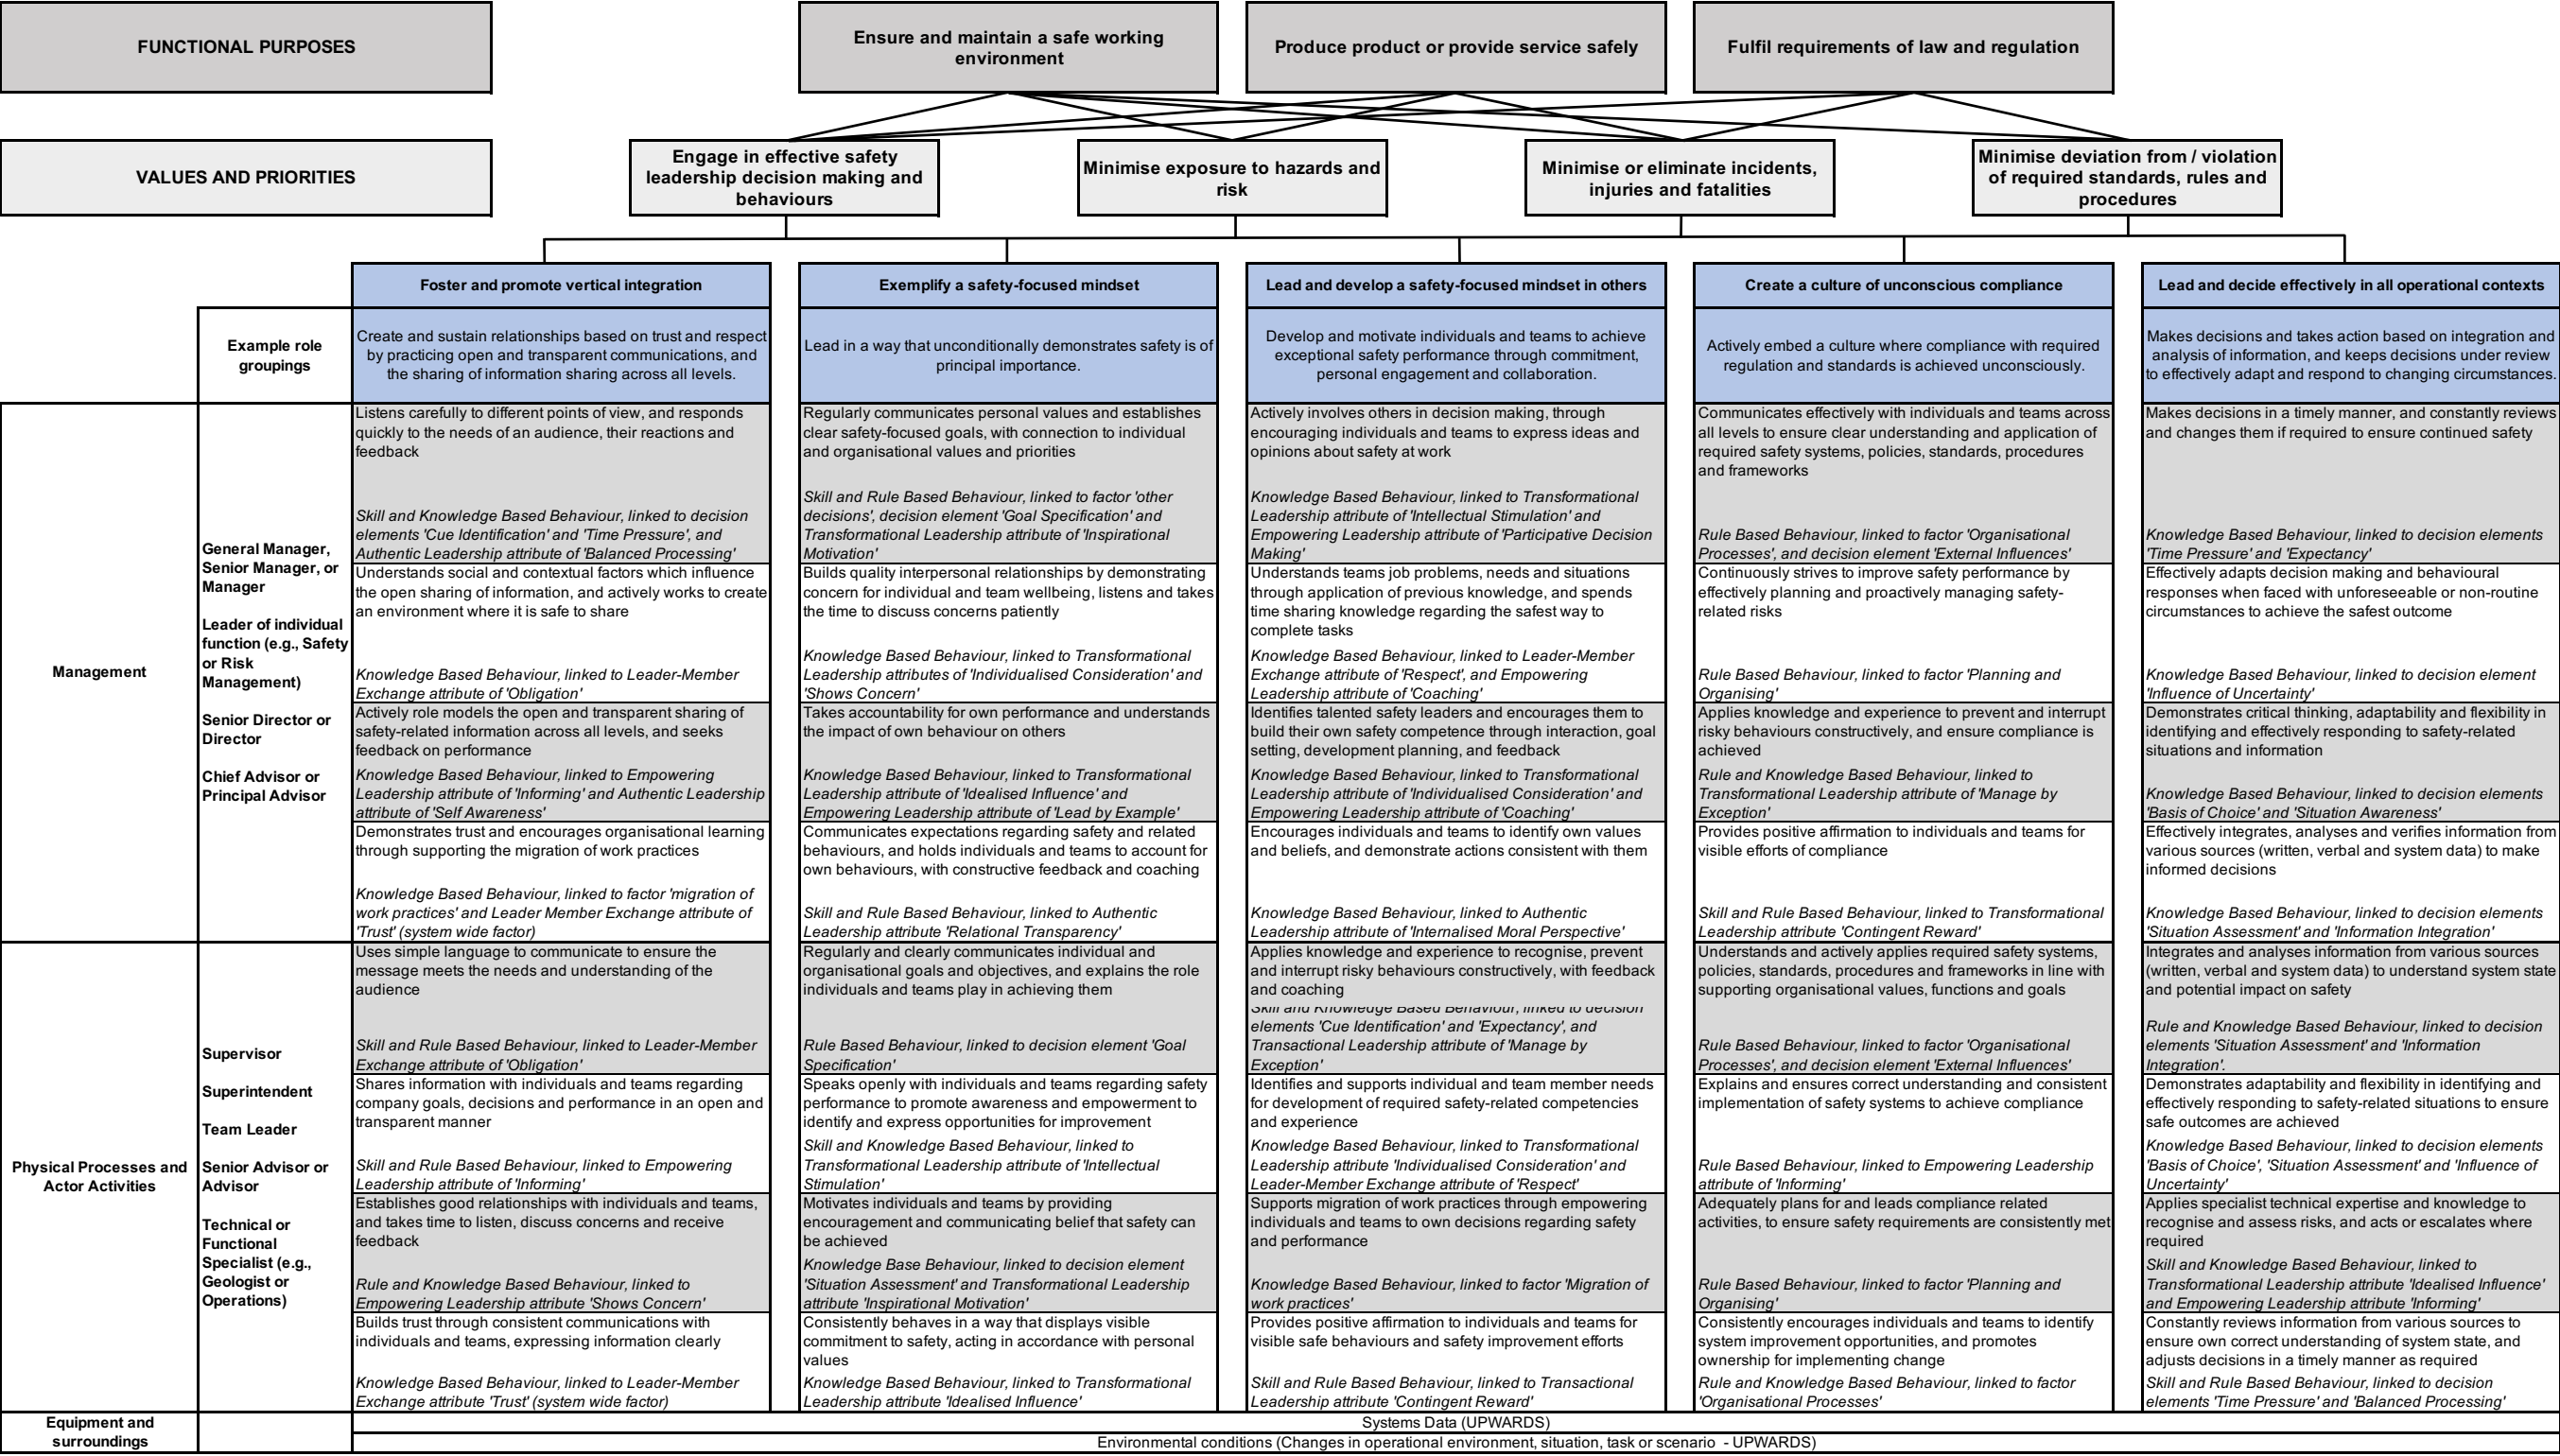 FUNCTIONAL PURPOSES
Ensure and maintain a safe working
environment
Produce product or provide service safely
Fulfil requirements of law and regulation
VALUES AND PRIORITIES
Engage in effective safety
leadership decision making and
behaviours
Minimise exposure to hazards and
risk
Minimise or eliminate incidents,
injuries and fatalities
Minimise deviation from / violation
of required standards, rules and
procedures
Foster and promote vertical integration
Exemplify a safety-focused mindset
Lead and develop a safety-focused mindset in others
Create a culture of unconscious compliance
Lead and decide effectively in all operational contexts
Example role
groupings
Create and sustain relationships based on trust and respect
by practicing open and transparent communications, and
the sharing of information sharing across all levels.
Lead in a way that unconditionally demonstrates safety is of
principal importance.
Develop and motivate individuals and teams to achieve
exceptional safety performance through commitment,
personal engagement and collaboration.
Actively embed a culture where compliance with required
regulation and standards is achieved unconsciously.
Makes decisions and takes action based on integration and
analysis of information, and keeps decisions under review
to effectively adapt and respond to changing circumstances.
Management
General Manager,
Senior Manager, or
Manager
Leader of individual
function (e.g., Safety
or Risk
Management)
Senior Director or
Director
Chief Advisor or
Principal Advisor
Listens carefully to different points of view, and responds
quickly to the needs of an audience, their reactions and
feedback
Skill and Knowledge Based Behaviour, linked to decision
elements 'Cue Identification' and 'Time Pressure', and
Authentic Leadership attribute of 'Balanced Processing'
Regularly communicates personal values and establishes
clear safety-focused goals, with connection to individual
and organisational values and priorities
Skill and Rule Based Behaviour, linked to factor 'other
decisions', decision element 'Goal Specification' and
Transformational Leadership attribute of 'Inspirational
Motivation'
Actively involves others in decision making, through
encouraging individuals and teams to express ideas and
opinions about safety at work
Knowledge Based Behaviour, linked to Transformational
Leadership attribute of 'Intellectual Stimulation' and
Empowering Leadership attribute of 'Participative Decision
Making'
Communicates effectively with individuals and teams across
all levels to ensure clear understanding and application of
required safety systems, policies, standards, procedures
and frameworks
Rule Based Behaviour, linked to factor 'Organisational
Processes', and decision element 'External Influences'
Makes decisions in a timely manner, and constantly reviews
and changes them if required to ensure continued safety
Knowledge Based Behaviour, linked to decision elements
'Time Pressure' and 'Expectancy'
Understands social and contextual factors which influence
the open sharing of information, and actively works to create
an environment where it is safe to share
Knowledge Based Behaviour, linked to Leader-Member
Exchange attribute of 'Obligation'
Builds quality interpersonal relationships by demonstrating
concern for individual and team wellbeing, listens and takes
the time to discuss concerns patiently
Knowledge Based Behaviour, linked to Transformational
Leadership attributes of 'Individualised Consideration' and
'Shows Concern'
Understands teams job problems, needs and situations
through application of previous knowledge, and spends
time sharing knowledge regarding the safest way to
complete tasks
Knowledge Based Behaviour, linked to Leader-Member
Exchange attribute of 'Respect', and Empowering
Leadership attribute of 'Coaching'
Continuously strives to improve safety performance by
effectively planning and proactively managing safety-
related risks
Rule Based Behaviour, linked to factor 'Planning and
Organising'
Effectively adapts decision making and behavioural
responses when faced with unforeseeable or non-routine
circumstances to achieve the safest outcome
Knowledge Based Behaviour, linked to decision element
'Influence of Uncertainty'
Actively role models the open and transparent sharing of
safety-related information across all levels, and seeks
feedback on performance
Knowledge Based Behaviour, linked to Empowering
Leadership attribute of 'Informing' and Authentic Leadership
attribute of 'Self Awareness'
Takes accountability for own performance and understands
the impact of own behaviour on others
Knowledge Based Behaviour, linked to Transformational
Leadership attribute of 'Idealised Influence' and
Empowering Leadership attribute of 'Lead by Example'
Identifies talented safety leaders and encourages them to
build their own safety competence through interaction, goal
setting, development planning, and feedback
Knowledge Based Behaviour, linked to Transformational
Leadership attribute of 'Individualised Consideration' and
Empowering Leadership attribute of 'Coaching'
Applies knowledge and experience to prevent and interrupt
risky behaviours constructively, and ensure compliance is
achieved
Rule and Knowledge Based Behaviour, linked to
Transformational Leadership attribute of 'Manage by
Exception'
Demonstrates critical thinking, adaptability and flexibility in
identifying and effectively responding to safety-related
situations and information
Knowledge Based Behaviour, linked to decision elements
'Basis of Choice' and 'Situation Awareness'
Demonstrates trust and encourages organisational learning
through supporting the migration of work practices
Knowledge Based Behaviour, linked to factor 'migration of
work practices' and Leader Member Exchange attribute of
'Trust' (system wide factor)
Communicates expectations regarding safety and related
behaviours, and holds individuals and teams to account for
own behaviours, with constructive feedback and coaching
Skill and Rule Based Behaviour, linked to Authentic
Leadership attribute 'Relational Transparency'
Encourages individuals and teams to identify own values
and beliefs, and demonstrate actions consistent with them
Knowledge Based Behaviour, linked to Authentic
Leadership attribute of 'Internalised Moral Perspective'
Provides positive affirmation to individuals and teams for
visible efforts of compliance
Skill and Rule Based Behaviour, linked to Transformational
Leadership attribute 'Contingent Reward'
Effectively integrates, analyses and verifies information from
various sources (written, verbal and system data) to make
informed decisions
Knowledge Based Behaviour, linked to decision elements
'Situation Assessment' and 'Information Integration'
Physical Processes and
Actor Activities
Supervisor
Superintendent
Team Leader
Senior Advisor or
Advisor
Technical or
Functional
Specialist (e.g.,
Geologist or
Operations)
Uses simple language to communicate to ensure the
message meets the needs and understanding of the
audience
Skill and Rule Based Behaviour, linked to Leader-Member
Exchange attribute of 'Obligation'
Regularly and clearly communicates individual and
organisational goals and objectives, and explains the role
individuals and teams play in achieving them
Rule Based Behaviour, linked to decision element 'Goal
Specification'
Applies knowledge and experience to recognise, prevent
and interrupt risky behaviours constructively, with feedback
and coaching
Skill and Knowledge Based Behaviour, linked to decision
elements 'Cue Identification' and 'Expectancy', and
Transactional Leadership attribute of 'Manage by
Exception'
Understands and actively applies required safety systems,
policies, standards, procedures and frameworks in line with
supporting organisational values, functions and goals
Rule Based Behaviour, linked to factor 'Organisational
Processes', and decision element 'External Influences'
Integrates and analyses information from various sources
(written, verbal and system data) to understand system state
and potential impact on safety
Rule and Knowledge Based Behaviour, linked to decision
elements 'Situation Assessment' and 'Information
Integration'.
Shares information with individuals and teams regarding
company goals, decisions and performance in an open and
transparent manner
Skill and Rule Based Behaviour, linked to Empowering
Leadership attribute of 'Informing'
Speaks openly with individuals and teams regarding safety
performance to promote awareness and empowerment to
identify and express opportunities for improvement
Skill and Knowledge Based Behaviour, linked to
Transformational Leadership attribute of 'Intellectual
Stimulation'
Identifies and supports individual and team member needs
for development of required safety-related competencies
and experience
Knowledge Based Behaviour, linked to Transformational
Leadership attribute 'Individualised Consideration' and
Leader-Member Exchange attribute of 'Respect'
Explains and ensures correct understanding and consistent
implementation of safety systems to achieve compliance
Rule Based Behaviour, linked to Empowering Leadership
attribute of 'Informing'
Demonstrates adaptability and flexibility in identifying and
effectively responding to safety-related situations to ensure
safe outcomes are achieved
Knowledge Based Behaviour, linked to decision elements
'Basis of Choice', 'Situation Assessment' and 'Influence of
Uncertainty'
Establishes good relationships with individuals and teams,
and takes time to listen, discuss concerns and receive
feedback
Rule and Knowledge Based Behaviour, linked to
Empowering Leadership attribute 'Shows Concern'
Motivates individuals and teams by providing
encouragement and communicating belief that safety can
be achieved
Knowledge Base Behaviour, linked to decision element
'Situation Assessment' and Transformational Leadership
attribute 'Inspirational Motivation'
Supports migration of work practices through empowering
individuals and teams to own decisions regarding safety
and performance
Knowledge Based Behaviour, linked to factor 'Migration of
work practices'
Adequately plans for and leads compliance related
activities, to ensure safety requirements are consistently met
Rule Based Behaviour, linked to factor 'Planning and
Organising'
Applies specialist technical expertise and knowledge to
recognise and assess risks, and acts or escalates where
required
Skill and Knowledge Based Behaviour, linked to
Transformational Leadership attribute 'Idealised Influence'
and Empowering Leadership attribute 'Informing'
Builds trust through consistent communications with
individuals and teams, expressing information clearly
Knowledge Based Behaviour, linked to Leader-Member
Exchange attribute 'Trust' (system wide factor)
Consistently behaves in a way that displays visible
commitment to safety, acting in accordance with personal
values
Knowledge Based Behaviour, linked to Transformational
Leadership attribute 'Idealised Influence'
Provides positive affirmation to individuals and teams for
visible safe behaviours and safety improvement efforts
Skill and Rule Based Behaviour, linked to Transactional
Leadership attribute 'Contingent Reward'
Consistently encourages individuals and teams to identify
system improvement opportunities, and promotes
ownership for implementing change
Rule and Knowledge Based Behaviour, linked to factor
'Organisational Processes'
Constantly reviews information from various sources to
ensure own correct understanding of system state, and
adjusts decisions in a timely manner as required
Skill and Rule Based Behaviour, linked to decision
elements 'Time Pressure' and 'Balanced Processing'
Equipment and
surroundings
Systems Data (UPWARDS)
Environmental conditions (Changes in operational environment, situation, task or scenario - UPWARDS)